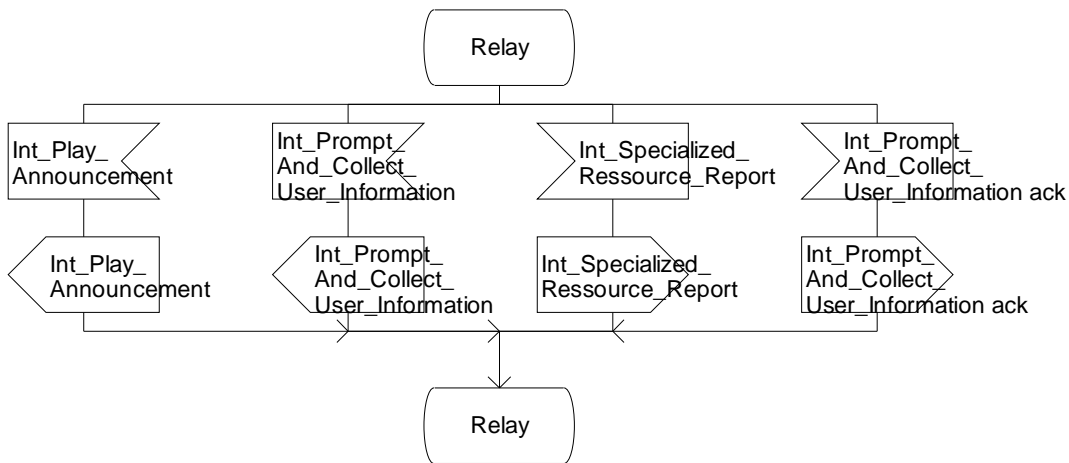 Relay
Int_Play_
Announcement
Int_Prompt_
And_Collect_
User_Information
Int_Specialized_
Ressource_Report
Int_Prompt_
And_Collect_
User_Information ack
Int_Play_
Announcement
Int_Prompt_
And_Collect_
User_Information
Int_Specialized_
Ressource_Report
Int_Prompt_
And_Collect_
User_Information ack
Relay